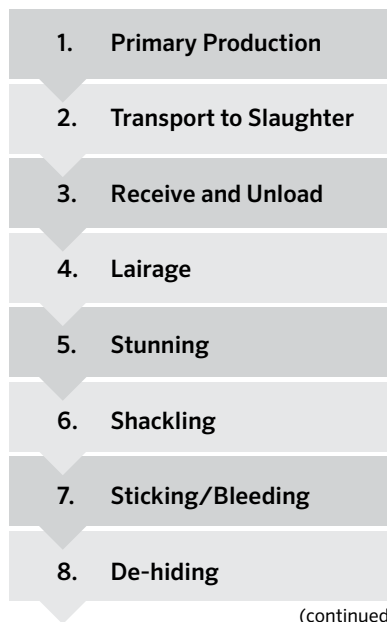 1. Primary Production
2. Transport to Slaughter
3. Receive and Unload
4. Lairage
5. Stunning
6. Shackling
7. Sticking/Bleeding
8. De-hiding
(continued